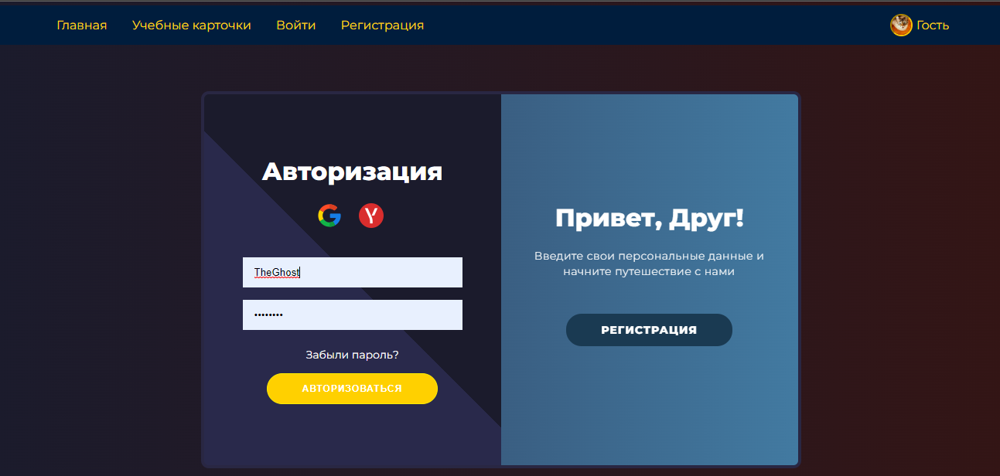 Главная Учебные карточки Войти Регистрация Гость
Авторизация
TheGhost
••••••••
Забыли пароль?
АВТОРИЗОВАТЬСЯ
Привет, Друг!
Введите свои персональные данные и
начните путешествие с нами
РЕГИСТРАЦИЯ